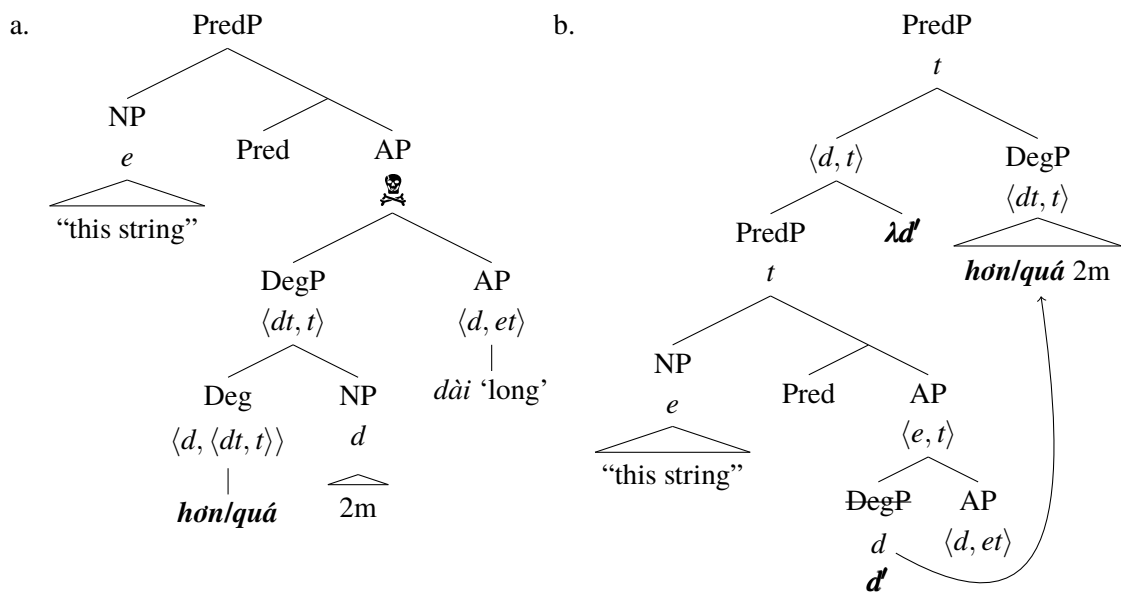 a. PredP
NP
e
“this string”
Pred AP
☠
DegP AP
⟨dt, t⟩ ⟨d, et⟩
Deg NP dài ‘long’
⟨d, ⟨dt, t⟩⟩ d
hơn/quá 2m
b. PredP
t
⟨d, t⟩ DegP
⟨dt, t⟩
PredP λd′ hơn/quá 2m
t
NP Pred AP
e ⟨e, t⟩
“this string”
DegP AP
d ⟨d, et⟩
d′